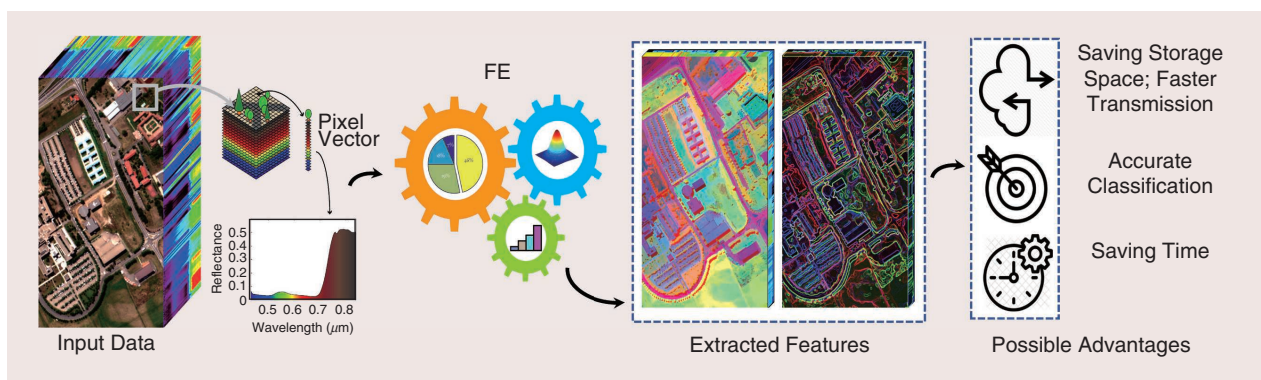 FE
Pixel
Vector
Reflectance
0.5
0.4
0.3
0.2
0.1
0
0.5 0.6 0.7 0.8
Wavelength (μm)
Input Data
Extracted Features
Saving Storage
Space; Faster
Transmission
Accurate
Classification
Saving Time
Possible Advantages